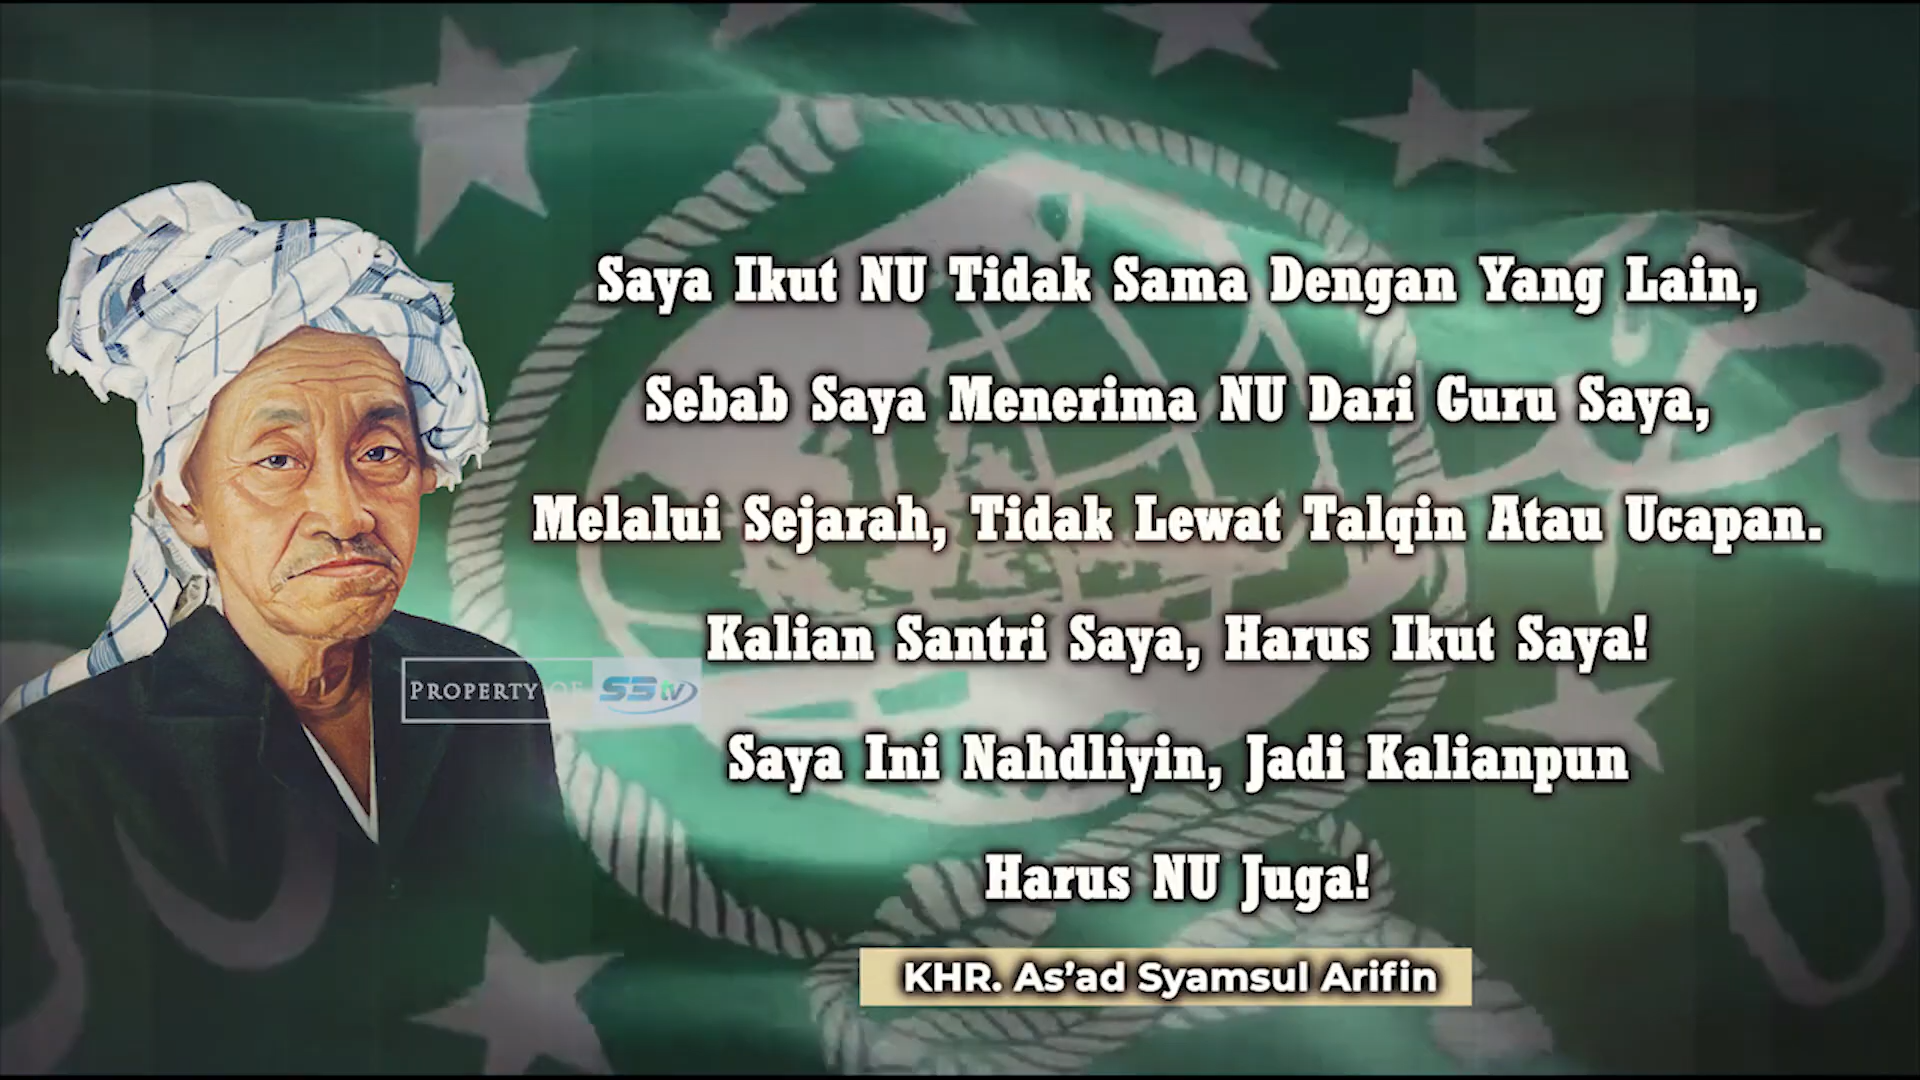 Saya Ikut NU Tidak Sama Dengan Yang Lain,
Sebab Saya Menerima NU Dari Guru Saya,
Melalui Sejarah, Tidak Lewat Talqin Atau Ucapan.
Kalian Santri Saya, Harus Ikut Saya!
PROPERTY OF S3tv
Saya Ini Nahdliyin, Jadi Kalianpun
Harus NU Juga!
U
KHR. As’ad Syamsul Arifin